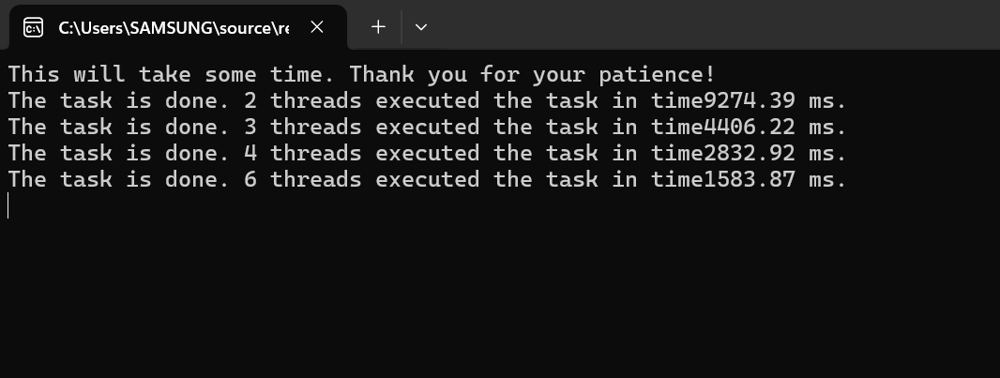 C:\Users\SAMSUNG\source\re
This will take some time. Thank you for your patience!
The task is done. 2 threads executed the task in time9274.39 ms.
The task is done. 3 threads executed the task in time4406.22 ms.
The task is done. 4 threads executed the task in time2832.92 ms.
The task is done. 6 threads executed the task in time1583.87 ms.